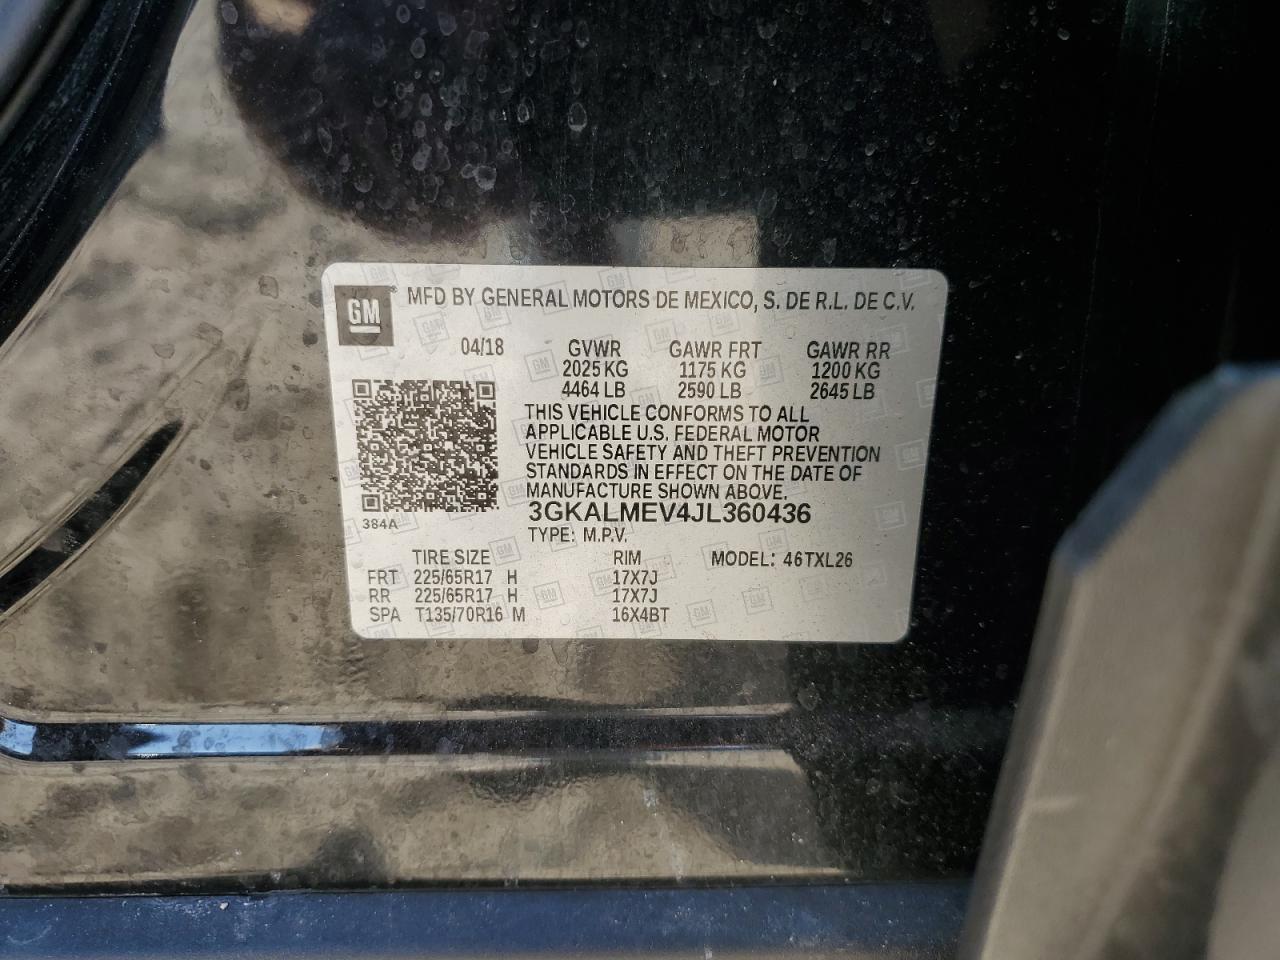 GM ® MFD BY GENERAL MOTORS DE MEXICO, S. DE R.L. DE C.V.
04/18 GVWR GAWR FRT GAWR RR
2025 KG 1175 KG 1200 KG
4464 LB 2590 LB 2645 LB
THIS VEHICLE CONFORMS TO ALL
APPLICABLE U.S. FEDERAL MOTOR
VEHICLE SAFETY AND THEFT PREVENTION
STANDARDS IN EFFECT ON THE DATE OF
MANUFACTURE SHOWN ABOVE.
3GKALMEV4JL360436
384A
TYPE: M.P.V.
TIRE SIZE RIM MODEL: 46TXL26
FRT 225/65R17 H 17X7J
RR 225/65R17 H 17X7J
SPA T135/70R16 M 16X4BT